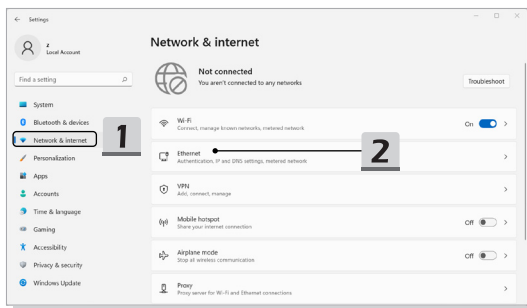 Settings
z
Local Account
Find a setting
System
Bluetooth & devices
Network & internet
Personalization
Apps
Accounts
Time & language
Gaming
Accessibility
Privacy & security
Windows Update
1
Network & internet
Not connected
You aren't connected to any networks
Troubleshoot
Wi-Fi
Connect, manage known networks, metered network
On
Ethernet
Authentication, IP and DNS settings, metered network
2
VPN
Add, connect, manage
Mobile hotspot
Share your internet connection
Off
Airplane mode
Stop all wireless communication
Off
Proxy
Proxy server for Wi-Fi and Ethernet connections